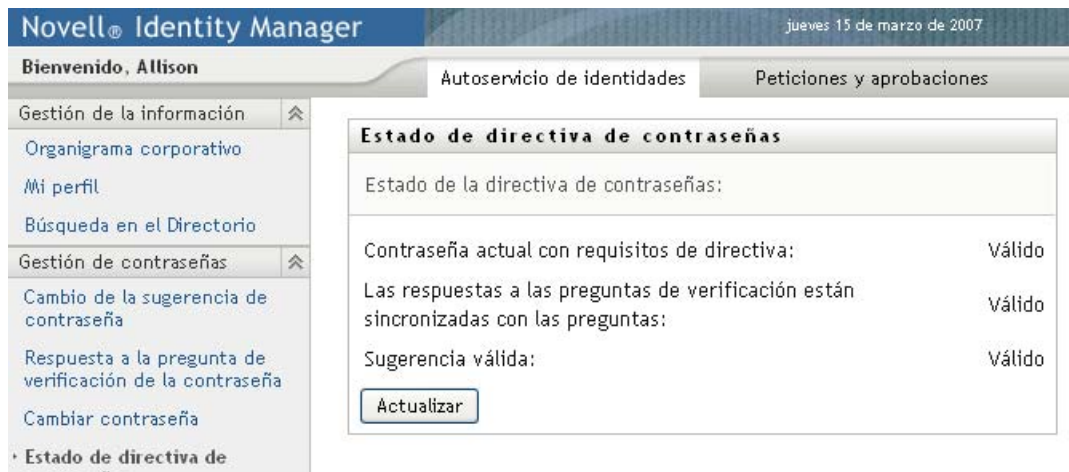 Novell® Identity Manager
jueves 15 de marzo de 2007
Bienvenido, Allison
Autoservicio de identidades
Peticiones y aprobaciones
Gestión de la información
Organigrama corporativo
Mi perfil
Búsqueda en el Directorio
Gestión de contraseñas
Cambio de la sugerencia de
contraseña
Respuesta a la pregunta de
verificación de la contraseña
Cambiar contraseña
Estado de directiva de
Estado de directiva de contraseñas
Estado de la directiva de contraseñas:
Contraseña actual con requisitos de directiva: Válido
Las respuestas a las preguntas de verificación están
sincronizadas con las preguntas: Válido
Sugerencia válida: Válido
Actualizar